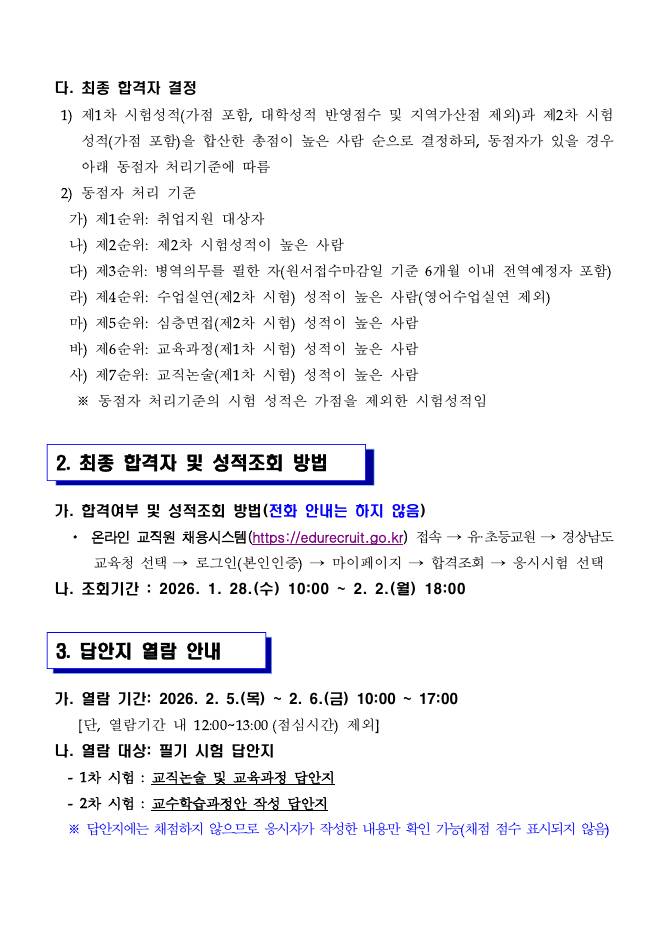 다. 최종 합격자 결정
1) 제1차 시험성적(가점 포함, 대학성적 반영점수 및 지역가산점 제외)과 제2차 시험
성적(가점 포함)을 합산한 총점이 높은 사람 순으로 결정하되, 동점자가 있을 경우
아래 동점자 처리기준에 따름
2) 동점자 처리 기준
가) 제1순위: 취업지원 대상자
나) 제2순위: 제2차 시험성적이 높은 사람
다) 제3순위: 병역의무를 필한 자(원서접수마감일 기준 6개월 이내 전역예정자 포함)
라) 제4순위: 수업실연(제2차 시험) 성적이 높은 사람(영어수업실연 제외)
마) 제5순위: 심층면접(제2차 시험) 성적이 높은 사람
바) 제6순위: 교육과정(제1차 시험) 성적이 높은 사람
사) 제7순위: 교직논술(제1차 시험) 성적이 높은 사람
※ 동점자 처리기준의 시험 성적은 가점을 제외한 시험성적임
2. 최종 합격자 및 성적조회 방법
가. 합격여부 및 성적조회 방법(전화 안내는 하지 않음)
· 온라인 교직원 채용시스템(https://edurecruit.go.kr) 접속 → 유·초등교원 → 경상남도
교육청 선택 → 로그인(본인인증) → 마이페이지 → 합격조회 → 응시시험 선택
나. 조회기간 : 2026. 1. 28.(수) 10:00 ~ 2. 2.(월) 18:00
3. 답안지 열람 안내
가. 열람 기간: 2026. 2. 5.(목) ~ 2. 6.(금) 10:00 ~ 17:00
[단, 열람기간 내 12:00~13:00 (점심시간) 제외]
나. 열람 대상: 필기 시험 답안지
- 1차 시험 : 교직논술 및 교육과정 답안지
- 2차 시험 : 교수학습과정안 작성 답안지
※ 답안지에는 채점하지 않으므로 응시자가 작성한 내용만 확인 가능(채점 점수 표시되지 않음)